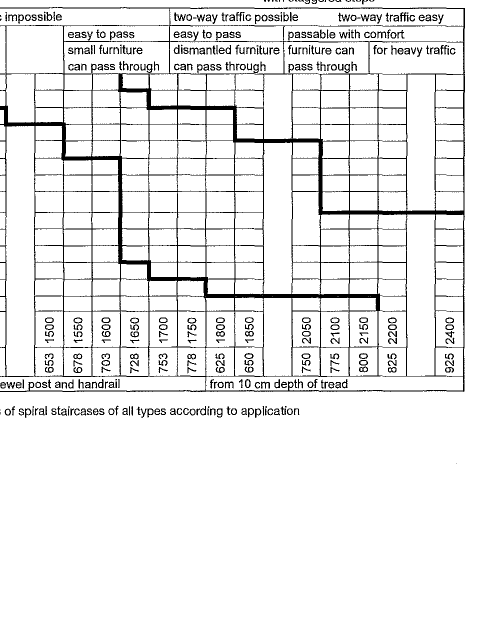 with staggered steps
impossible two-way traffic possible two-way traffic easy
easy to pass easy to pass passable with comfort
small furniture dismantled furniture furniture can for heavy traffic
can pass through can pass through pass through
1500 1550 1600 1650 1700 1750 1800 1850 2050 2100 2150 2200 2400
653 678 703 728 753 778 625 650 750 775 800 825 925
ewel post and handrail from 10 cm depth of tread
of spiral staircases of all types according to application